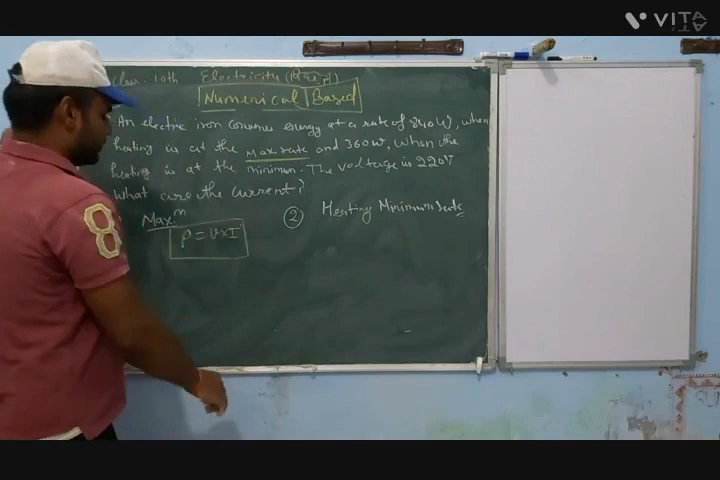 VITA
Class: 10th Electricity
Numerical Based
An electric iron consumes energy at a rate of 840W, when
heating is at the max. rate and 360W, when the
heating is at the minimum. The voltage is 220V
What are the current?
Max.m
② Heating Minimum rate
P = V×I
8